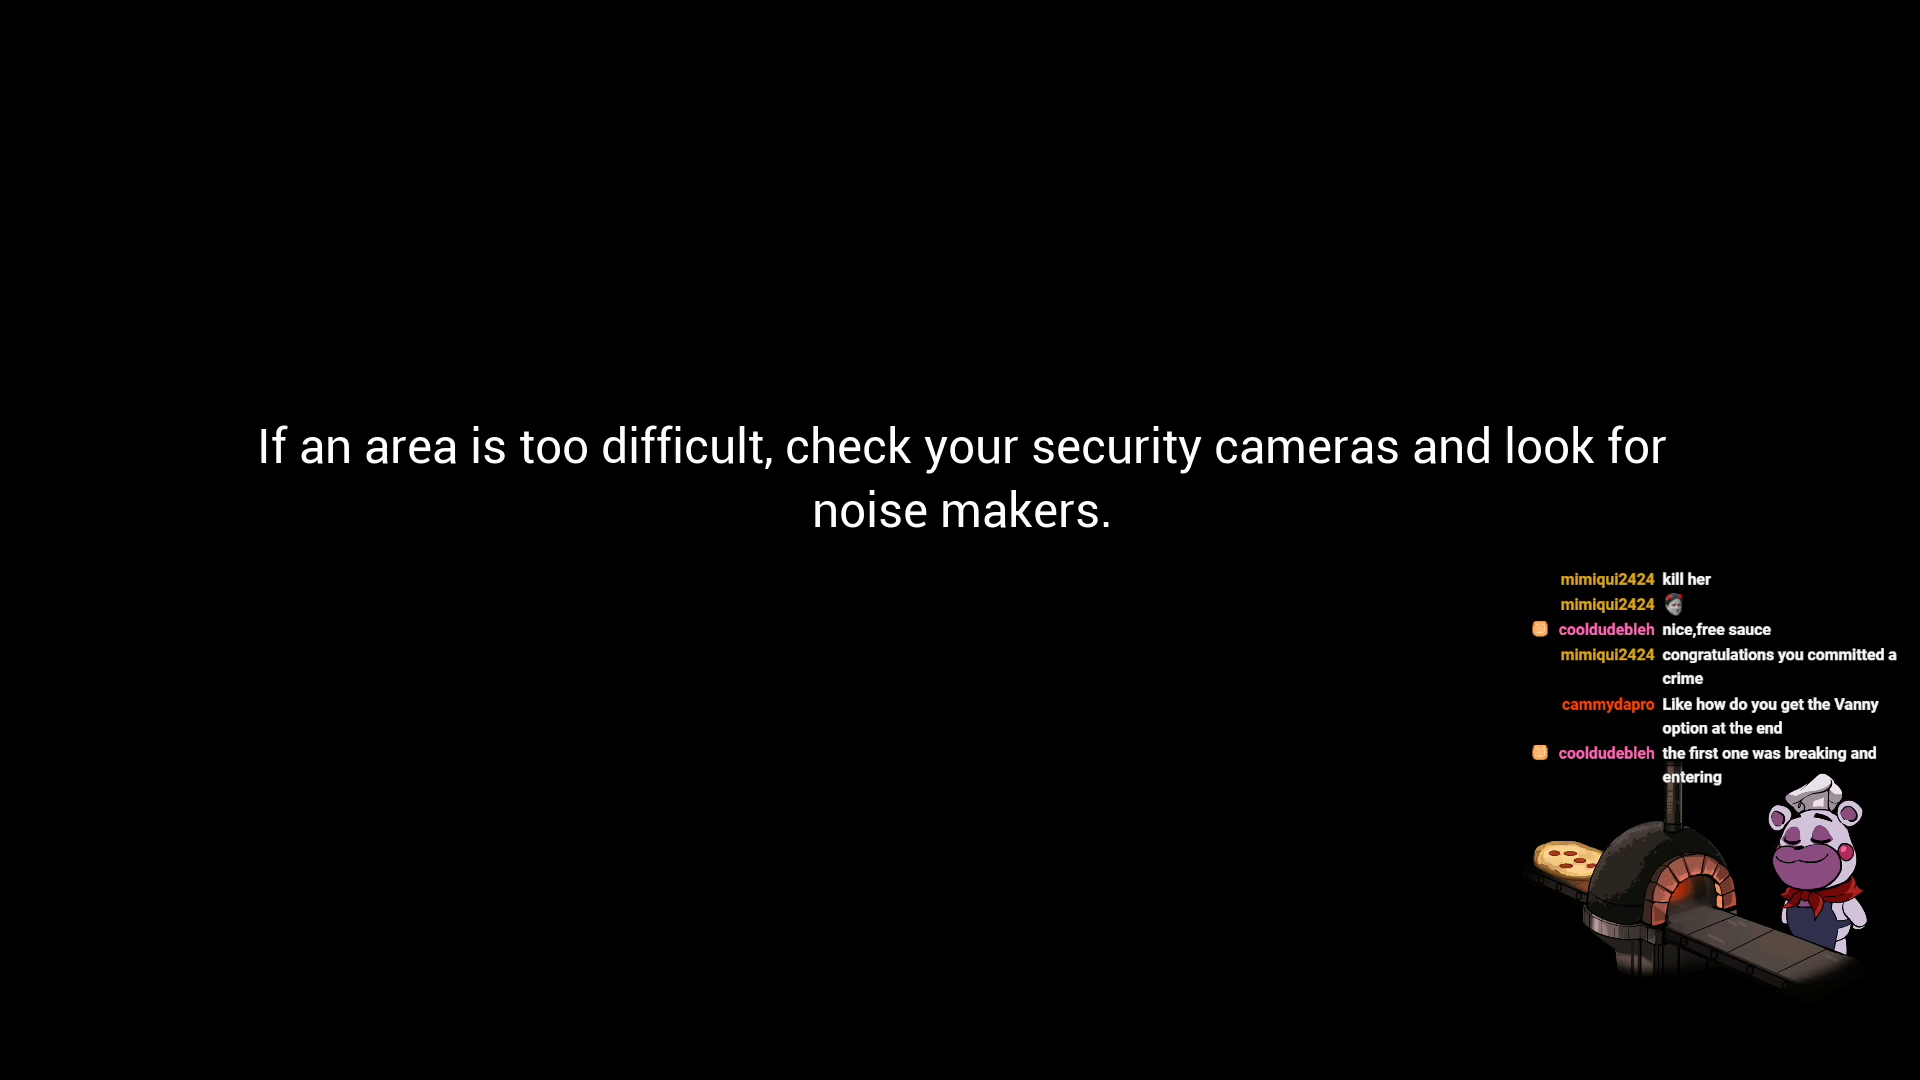 If an area is too difficult, check your security cameras and look for
noise makers.
mimiqui2424 kill her
mimiqui2424
cooldudebleh nice,free sauce
mimiqui2424 congratulations you committed a
crime
cammydapro Like how do you get the Vanny
option at the end
cooldudebleh the first one was breaking and
entering